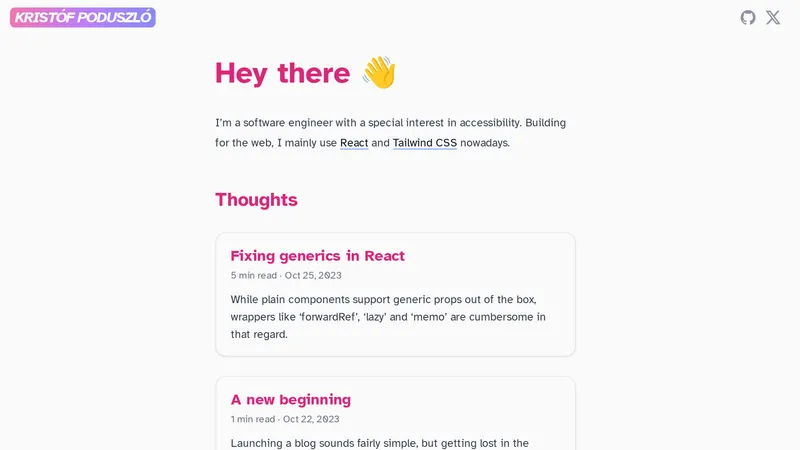 KRISTÓF PODUSZLÓ
Hey there 👋
I’m a software engineer with a special interest in accessibility. Building
for the web, I mainly use React and Tailwind CSS nowadays.
Thoughts
Fixing generics in React
5 min read · Oct 25, 2023
While plain components support generic props out of the box,
wrappers like ‘forwardRef’, ‘lazy’ and ‘memo’ are cumbersome in
that regard.
A new beginning
1 min read · Oct 22, 2023
Launching a blog sounds fairly simple, but getting lost in the